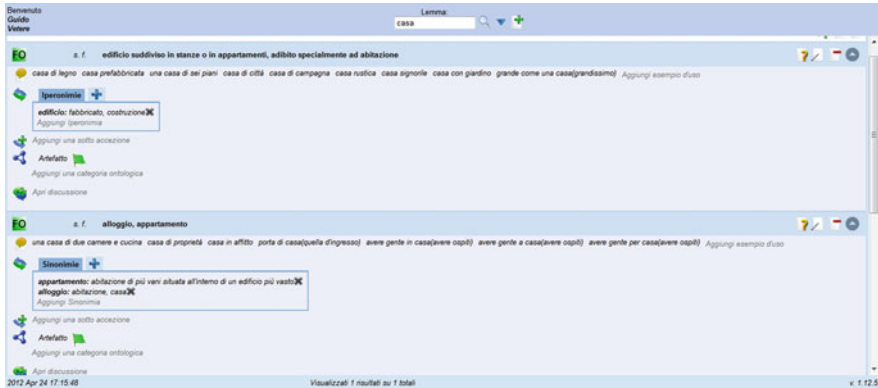 Benvenuto
Guido
Vetere
Lemma:
casa
FO s. f. edificio suddiviso in stanze o in appartamenti, adibito specialmente ad abitazione
casa di legno casa prefabbricata una casa di sei piani casa di città casa di campagna casa rustica casa signorile casa con giardino grande come una casa(grandissimo) Aggiungi esempio d'uso
Iperonimie
edificio: fabbricato, costruzione
Aggiungi Iperonimia
Aggiungi una sotto accezione
Artefatto
Aggiungi una categoria ontologica
Apri discussione
FO s. f. alloggio, appartamento
una casa di due camere e cucina casa di proprietà casa in affitto porta di casa(quella d'ingresso) avere gente in casa(avere ospiti) avere gente a casa(avere ospiti) avere gente per casa(avere ospiti) Aggiungi esempio d'uso
Sinonimie
appartamento: abitazione di più vani situata all'interno di un edificio più vasto
alloggio: abitazione, casa
Aggiungi Sinonimia
Aggiungi una sotto accezione
Artefatto
Aggiungi una categoria ontologica
Apri discussione
2012 Apr 24 17:15:48 Visualizzati 1 risultati su 1 totali v. 1.12.5